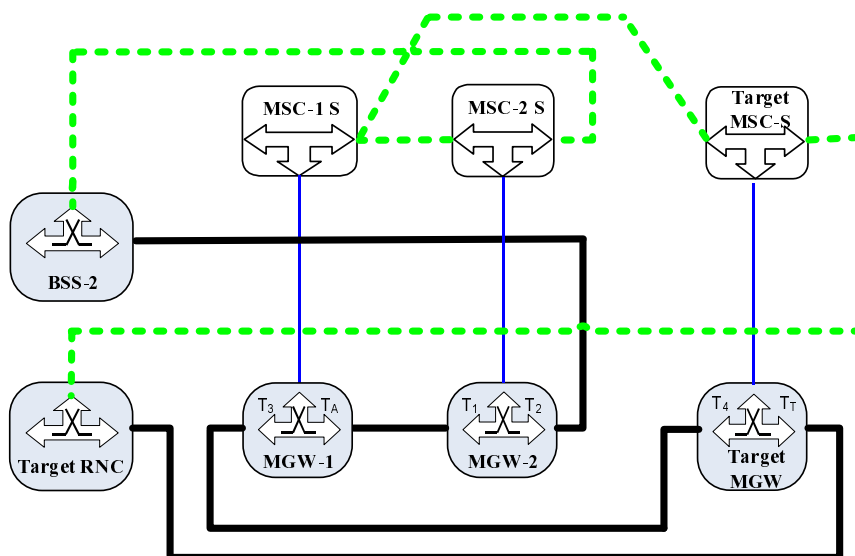 MSC-1 S
MSC-2 S
Target
MSC-S
BSS-2
T3 TA
T1 T2
T4 TT
Target RNC
MGW-1
MGW-2
Target
MGW